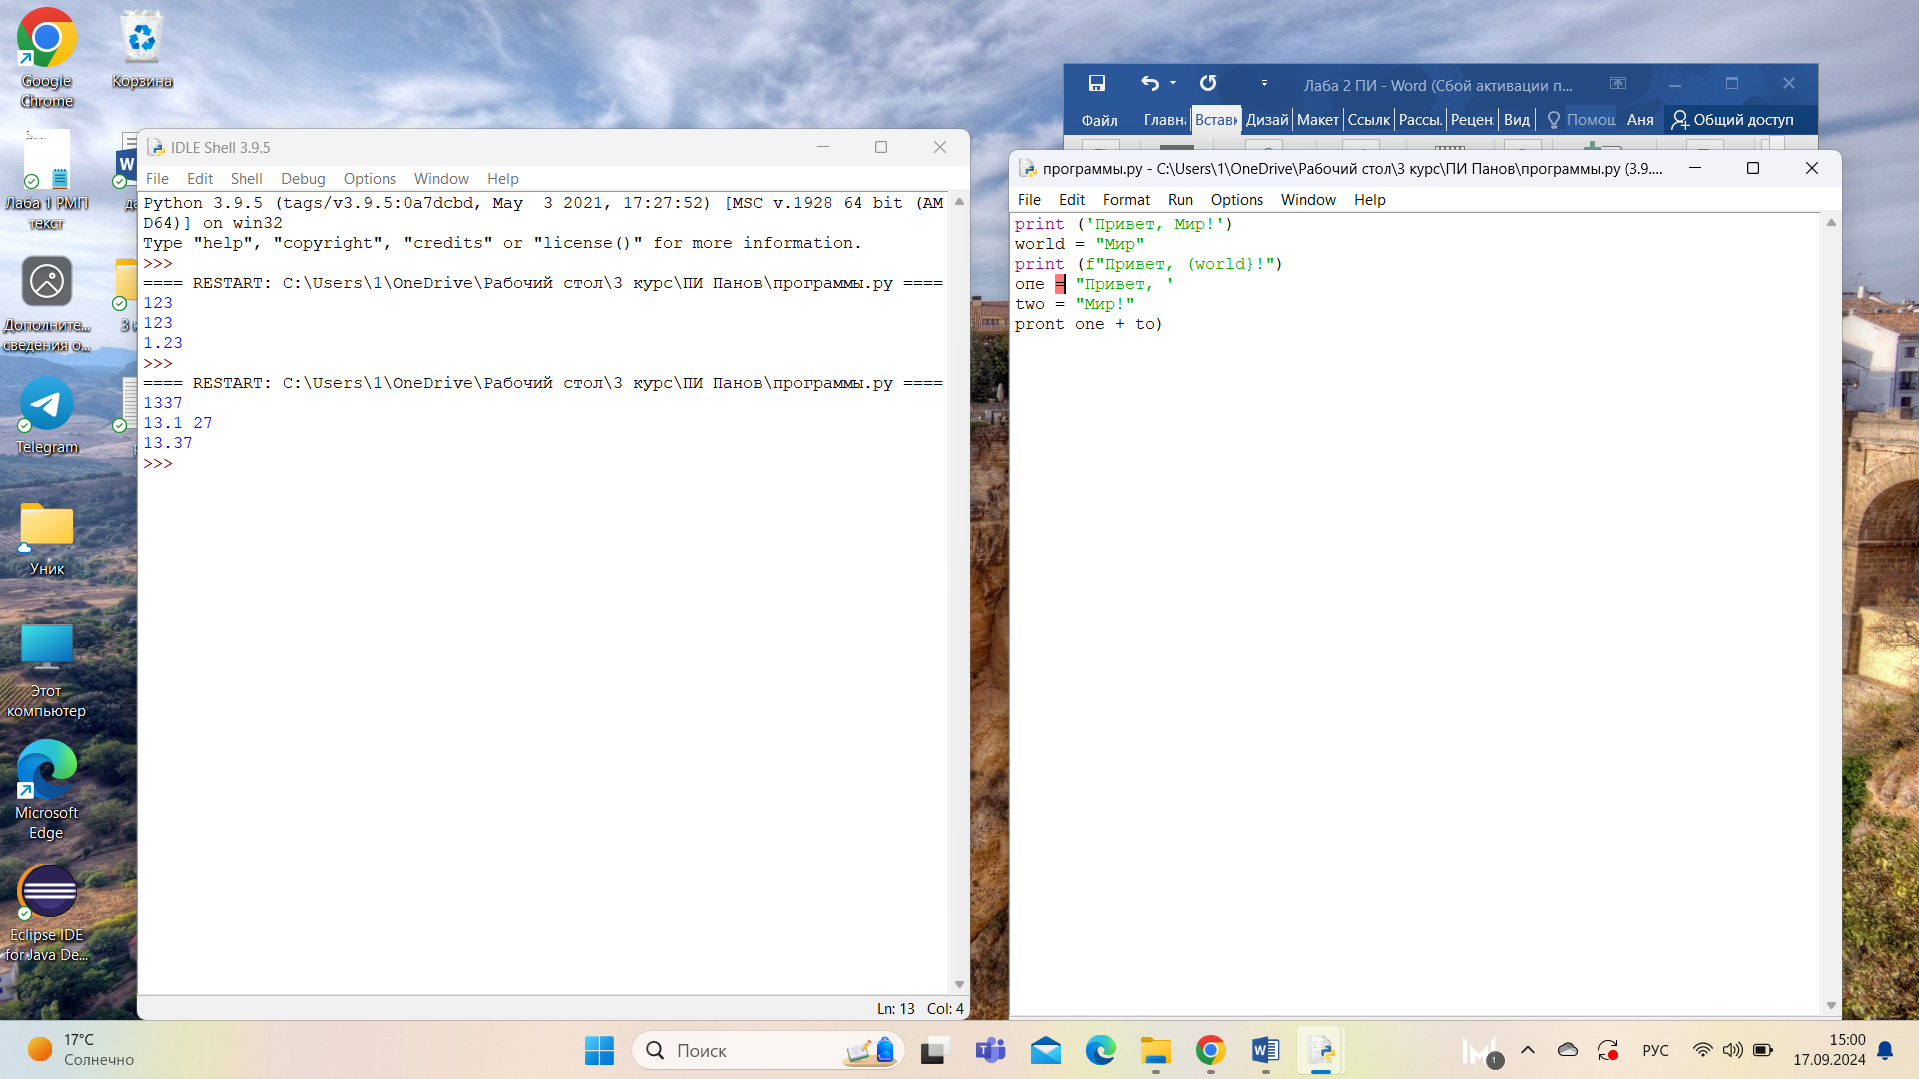 Google
Chrome
Корзина
Лаба 1 РМП
текст
Дополните...
сведения о...
Telegram
Уник
Этот
компьютер
Microsoft
Edge
Eclipse IDE
for Java De...
IDLE Shell 3.9.5
File Edit Shell Debug Options Window Help
Python 3.9.5 (tags/v3.9.5:0a7dcbd, May  3 2021, 17:27:52) [MSC v.1928 64 bit (AM
D64)] on win32
Type "help", "copyright", "credits" or "license()" for more information.
>>>
==== RESTART: C:\Users\1\OneDrive\Рабочий стол\3 курс\ПИ Панов\программы.py ====
123
123
1.23
>>>
==== RESTART: C:\Users\1\OneDrive\Рабочий стол\3 курс\ПИ Панов\программы.py ====
1337
13.1 27
13.37
>>>
Ln: 13 Col: 4
Лаба 2 ПИ - Word (Сбой активации п...
Файл Главн Вставк Дизай Макет Ссылк Рассы. Рецен Вид Помощ Аня Общий доступ
программы.py - C:\Users\1\OneDrive\Рабочий стол\3 курс\ПИ Панов\программы.py (3.9....
File Edit Format Run Options Window Help
print ('Привет, Мир!')
world = "Мир"
print (f"Привет, (world}!")
one = "Привет, '
two = "Мир!"
pront one + to)
17°C
Солнечно
Поиск
1
РУС
15:00
17.09.2024